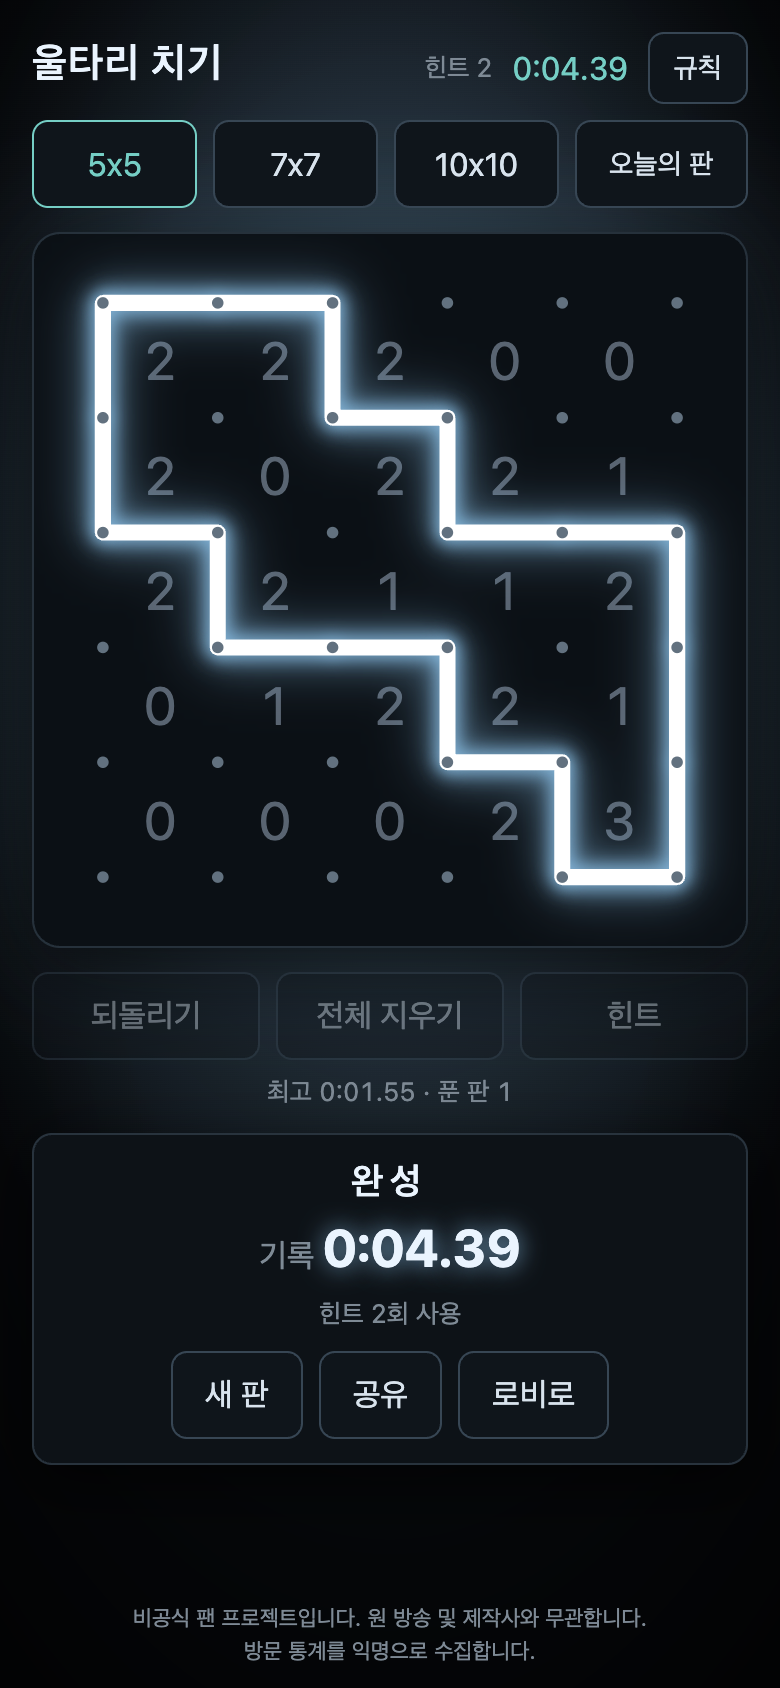 울타리 치기 힌트 2 0:04.39 규칙
5x5 7x7 10x10 오늘의 판
2 2 2 0 0
2 0 2 2 1
2 2 1 1 2
0 1 2 2 1
0 0 0 2 3
되돌리기 전체 지우기 힌트
최고 0:01.55 · 푼 판 1
완성
기록 0:04.39
힌트 2회 사용
새 판 공유 로비로
비공식 팬 프로젝트입니다. 원 방송 및 제작사와 무관합니다.
방문 통계를 익명으로 수집합니다.